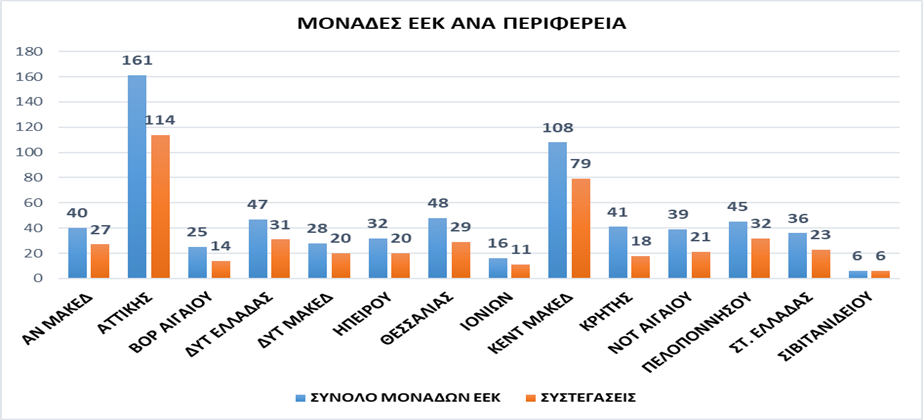 ΜΟΝΑΔΕΣ ΕΕΚ ΑΝΑ ΠΕΡΙΦΕΡΕΙΑ
180
160
140
120
100
80
60
40
20
0
40 27
161 114
25 14
47 31
28 20
32 20
48 29
16 11
108 79
41 18
39 21
45 32
36 23
6 6
ΑΝ ΜΑΚΕΔ
ΑΤΤΙΚΗΣ
ΒΟΡ ΑΙΓΑΙΟΥ
ΔΥΤ ΕΛΛΑΔΑΣ
ΔΥΤ ΜΑΚΕΔ
ΗΠΕΙΡΟΥ
ΘΕΣΣΑΛΙΑΣ
ΙΟΝΙΩΝ
ΚΕΝΤ ΜΑΚΕΔ
ΚΡΗΤΗΣ
ΝΟΤ ΑΙΓΑΙΟΥ
ΠΕΛΟΠΟΝΝΗΣΟΥ
ΣΤ. ΕΛΛΑΔΑΣ
ΣΙΒΙΤΑΝΙΔΕΙΟΥ
ΣΥΝΟΛΟ ΜΟΝΑΔΩΝ ΕΕΚ
ΣΥΣΤΕΓΑΣΕΙΣ